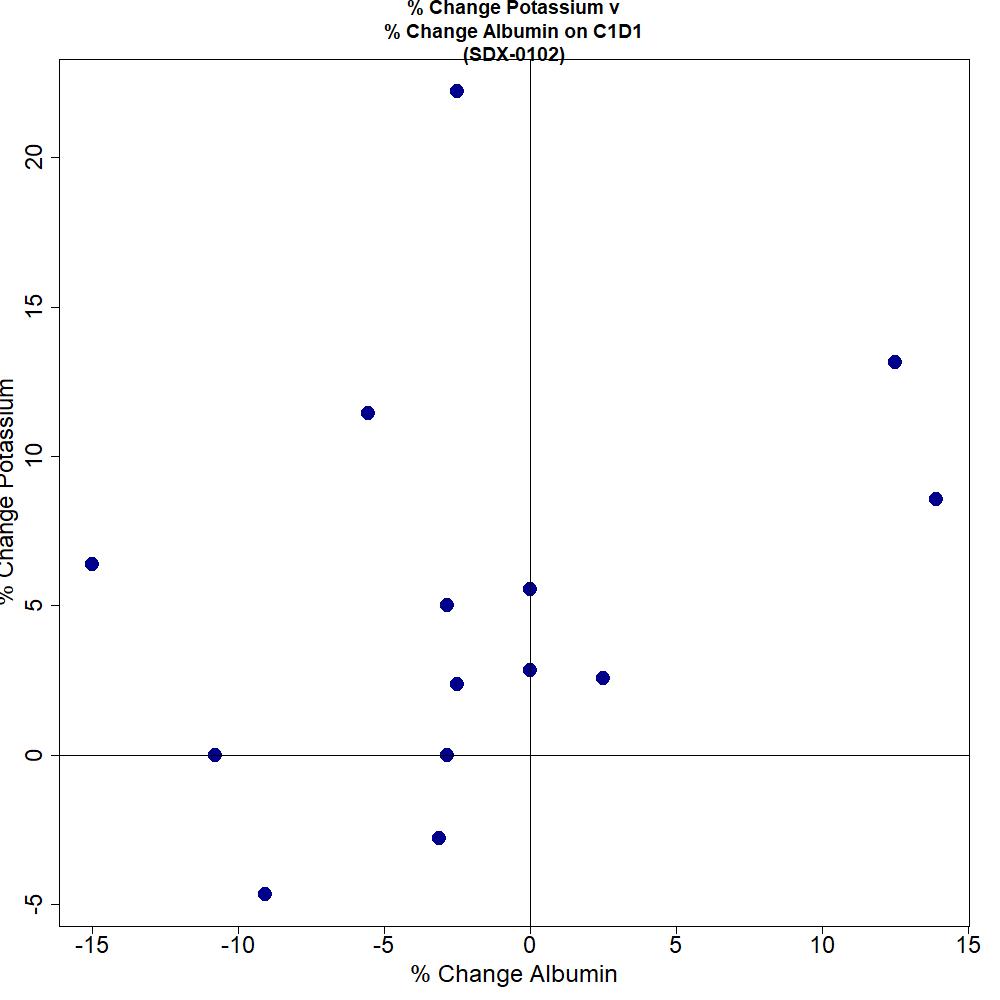 % Change Potassium v
% Change Albumin on C1D1
(SDX-0102)
% Change Potassium
20
15
10
5
0
-5
-15
-10
-5
0
5
10
15
% Change Albumin